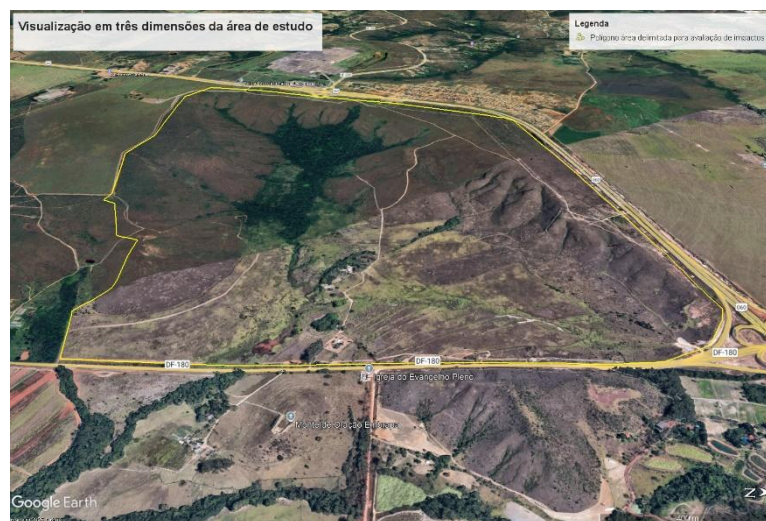 Visualização em três dimensões da área de estudo
Legenda
Polígono área delimitada para avaliação de impactos
060
DF-180
DF-180
DF-180
Igreja do Evangelho Pleno
Monte de Oração
Google Earth